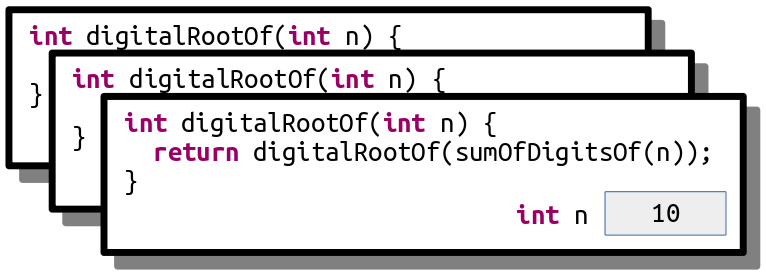 int digitalRootOf(int n) {
}
int digitalRootOf(int n) {
}
int digitalRootOf(int n) {
  return digitalRootOf(sumOfDigitsOf(n));
}
int n 10